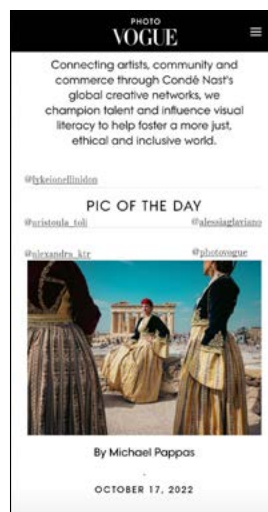 PHOTO
VOGUE
Connecting artists, community and
commerce through Condé Nast's
global creative networks, we
champion talent and influence visual
literacy to help foster a more just,
ethical and inclusive world.
@lykeionellinidon
PIC OF THE DAY
@aristoula_toli @alessiaglaviano
@alexandra_ktr @photovogue
By Michael Pappas
-
OCTOBER 17, 2022